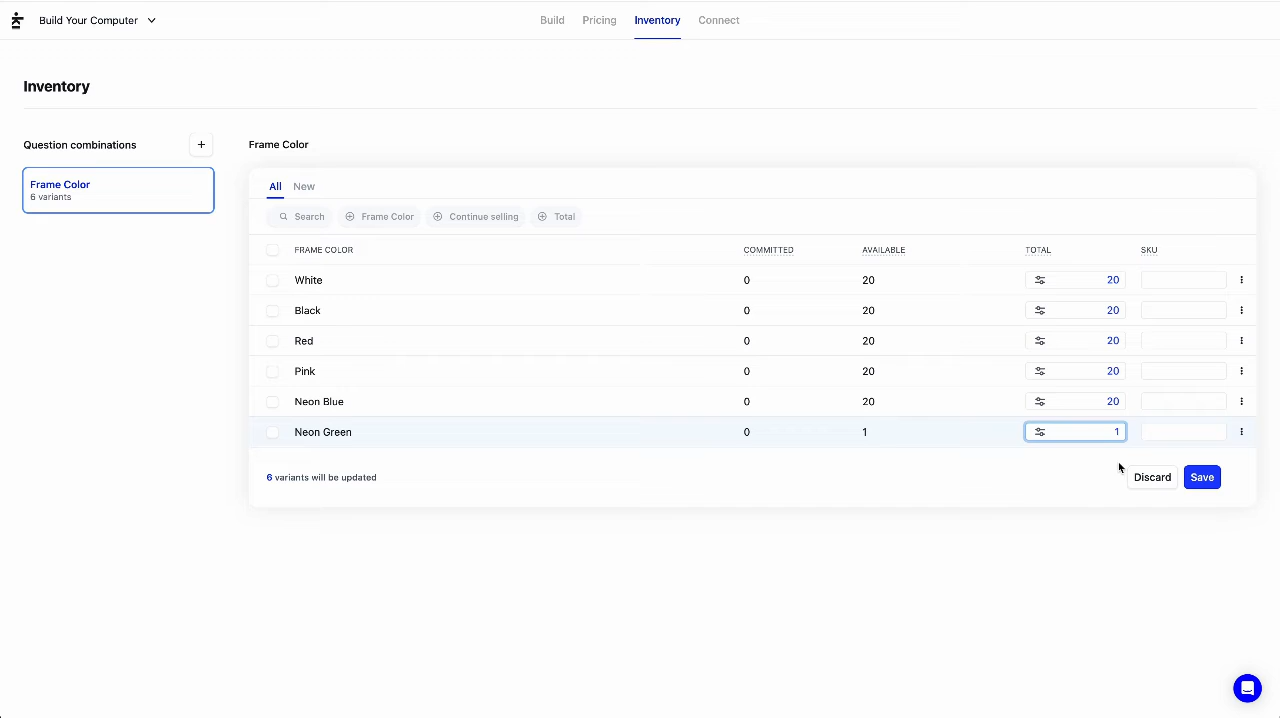 Build Your Computer Build Pricing Inventory Connect
Inventory
Question combinations + Frame Color
Frame Color
6 variants
All New
Search Frame Color Continue selling Total
FRAME COLOR COMMITTED AVAILABLE TOTAL SKU
White 0 20 20
Black 0 20 20
Red 0 20 20
Pink 0 20 20
Neon Blue 0 20 20
Neon Green 0 1 1
6 variants will be updated Discard Save